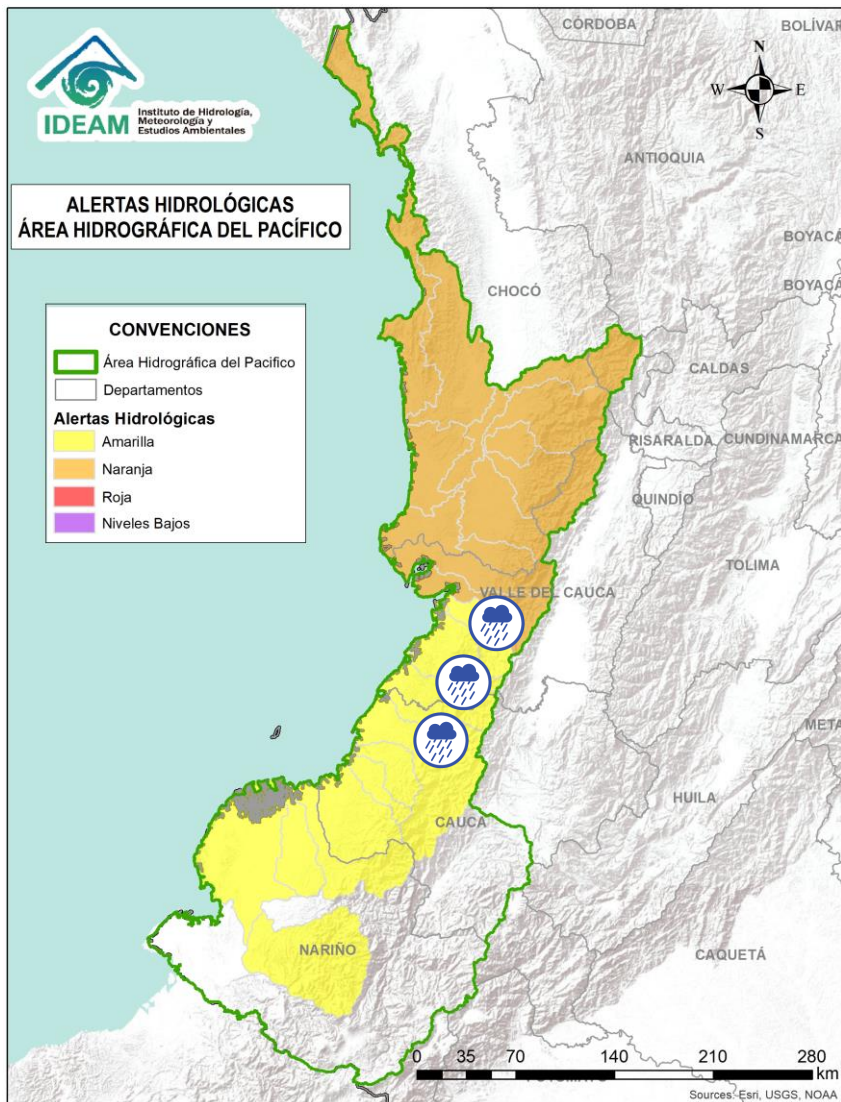 CÓRDOBA
BOLÍVAR
IDEAM
Instituto de Hidrología,
Meteorología y
Estudios Ambientales
N
W
E
S
ANTIOQUIA
ALERTAS HIDROLÓGICAS
ÁREA HIDROGRÁFICA DEL PACÍFICO
BOYACÁ
BOYACÁ
CHOCÓ
CONVENCIONES
Área Hidrográfica del Pacifico
Departamentos
Alertas Hidrológicas
Amarilla
Naranja
Roja
Niveles Bajos
CALDAS
RISARALDA
CUNDINAMARCA
QUINDÍO
TOLIMA
VALLE DEL CAUCA
META
HUILA
CAUCA
NARIÑO
CAQUETÁ
0 35 70 140 210 280
km
Sources: Esri, USGS, NOAA